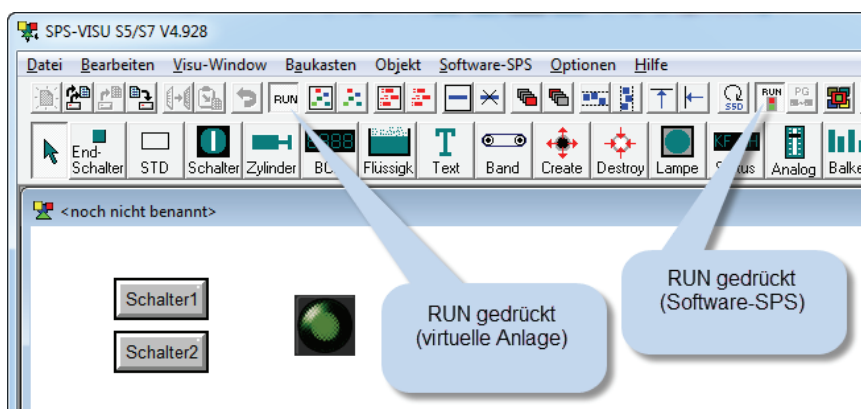 SPS-VISU S5/S7 V4.928
Datei Bearbeiten Visu-Window Baukasten Objekt Software-SPS Optionen Hilfe
RUN SSD RUN PG
End-
Schalter STD Schalter Zylinder Flüssigk Text Band Create Destroy Lampe Analog Balke
<noch nicht benannt>
Schalter1
Schalter2
RUN gedrückt
(virtuelle Anlage)
RUN gedrückt
(Software-SPS)